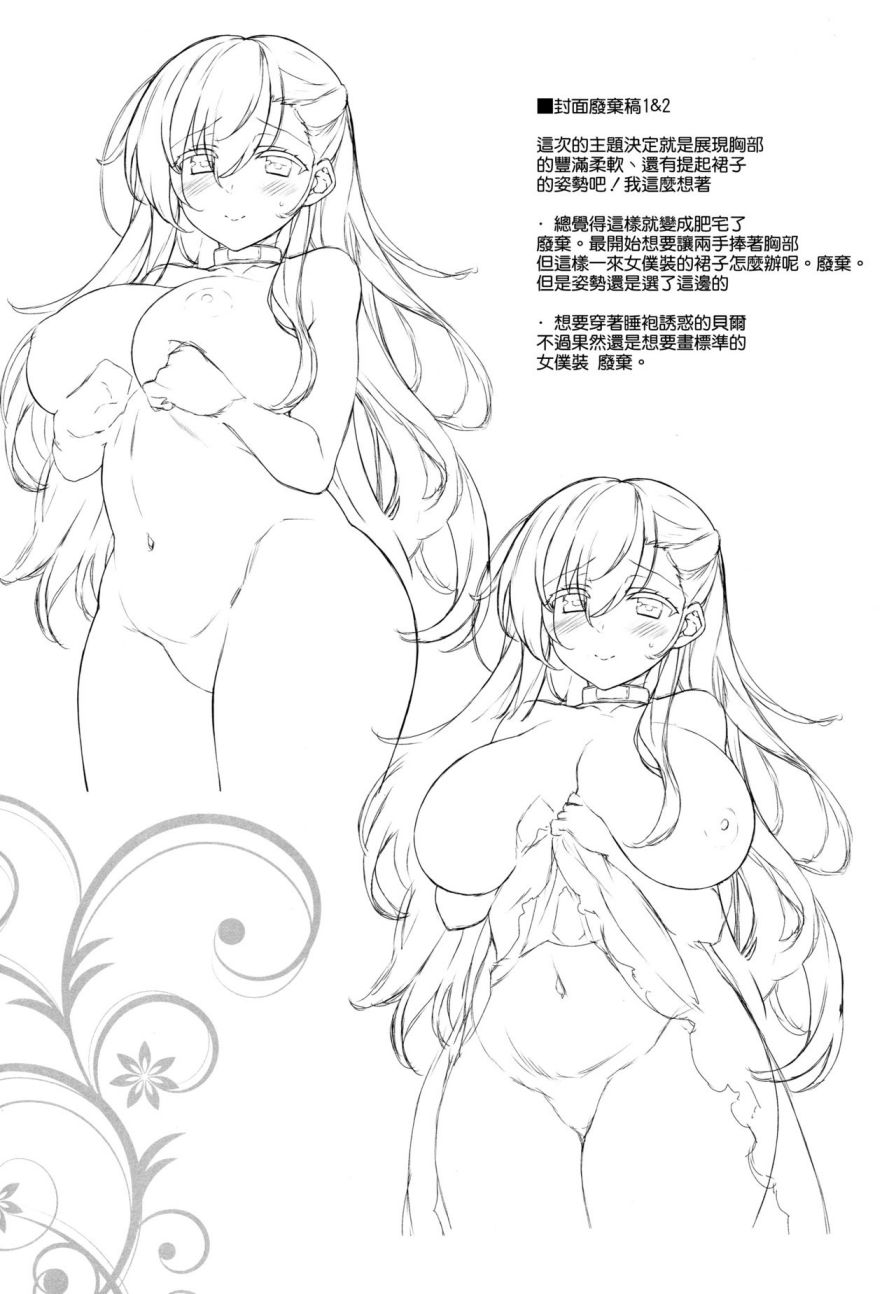 ■封面廢棄稿1&2
這次的主題決定就是展現胸部
的豐滿柔軟、還有提起裙子
的姿勢吧！我這麼想著
· 總覺得這樣就變成肥宅了
廢棄。最開始想要讓兩手捧著胸部
但這樣一來女僕裝的裙子怎麼辦呢。廢棄。
但是姿勢還是選了這邊的
· 想要穿著睡袍誘惑的貝爾
不過果然還是想要畫標準的
女僕裝 廢棄。